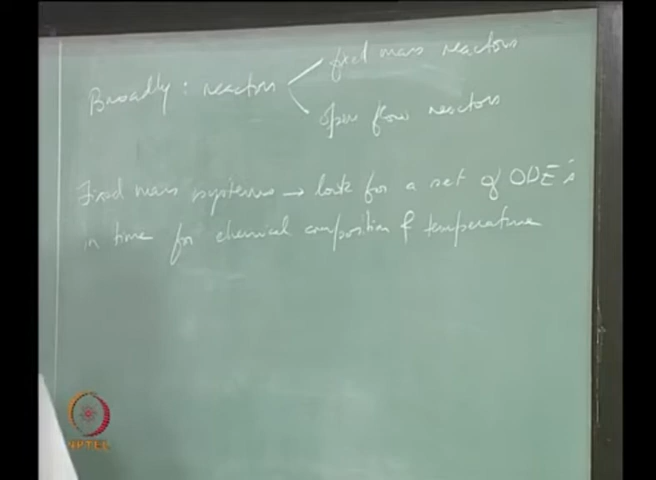 fixed mass reactors
Broadly : reactors
Open flow reactors
Fixed mass systems → look for a set of ODE's
in time for chemical composition & temperature
NPTEL